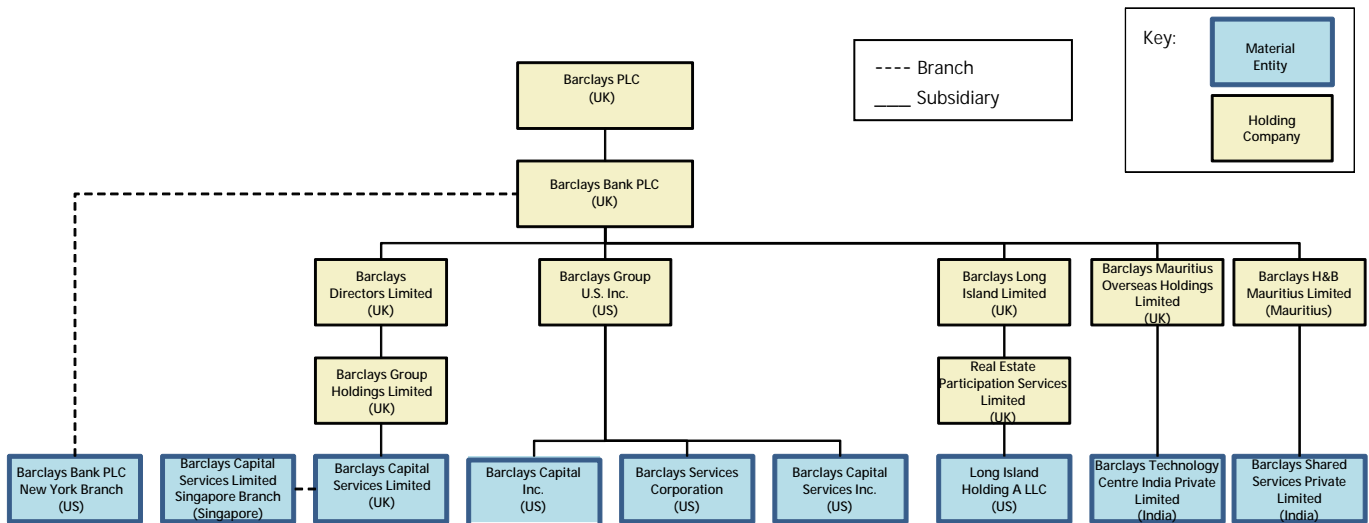 Key:
Material
Entity
Holding
Company
---- Branch
___ Subsidiary
Barclays PLC
(UK)
Barclays Bank PLC
(UK)
Barclays
Directors Limited
(UK)
Barclays Group
U.S. Inc.
(US)
Barclays Long
Island Limited
(UK)
Barclays Mauritius
Overseas Holdings
Limited
(UK)
Barclays H&B
Mauritius Limited
(Mauritius)
Barclays Group
Holdings Limited
(UK)
Real Estate
Participation Services
Limited
(UK)
Barclays Bank PLC
New York Branch
(US)
Barclays Capital
Services Limited
Singapore Branch
(Singapore)
Barclays Capital
Services Limited
(UK)
Barclays Capital
Inc.
(US)
Barclays Services
Corporation
(US)
Barclays Capital
Services Inc.
(US)
Long Island
Holding A LLC
(US)
Barclays Technology
Centre India Private
Limited
(India)
Barclays Shared
Services Private
Limited
(India)